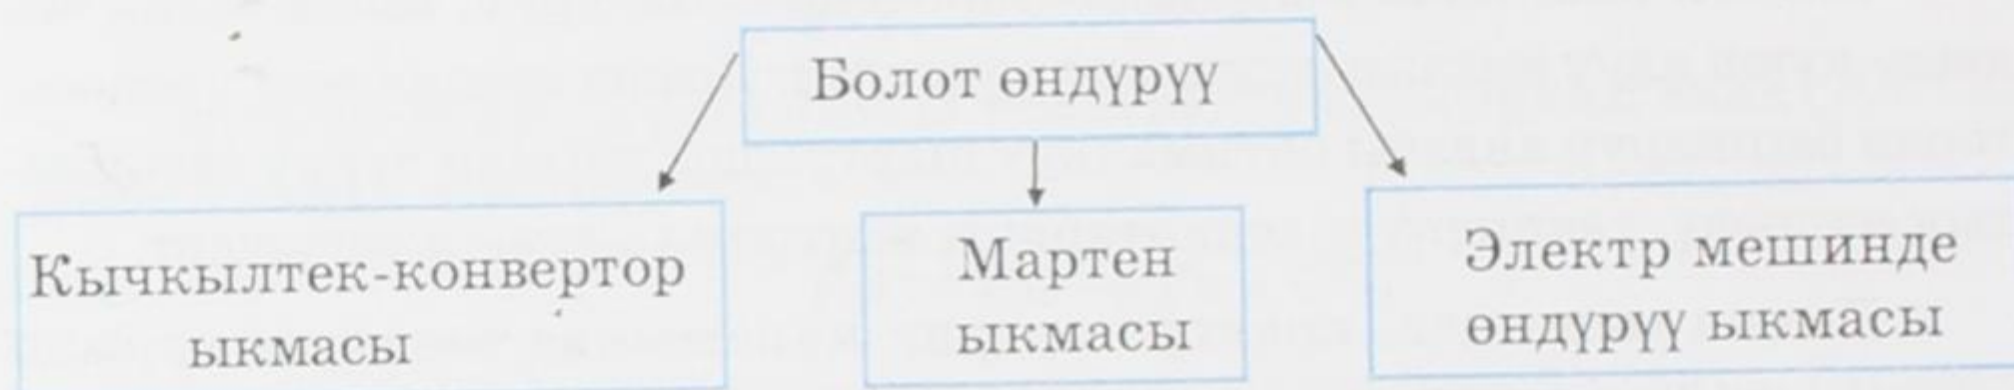 Болот өндүрүү
Кычкылтек-конвертор
ыкмасы
Мартен
ыкмасы
Электр мешинде
өндүрүү ыкмасы